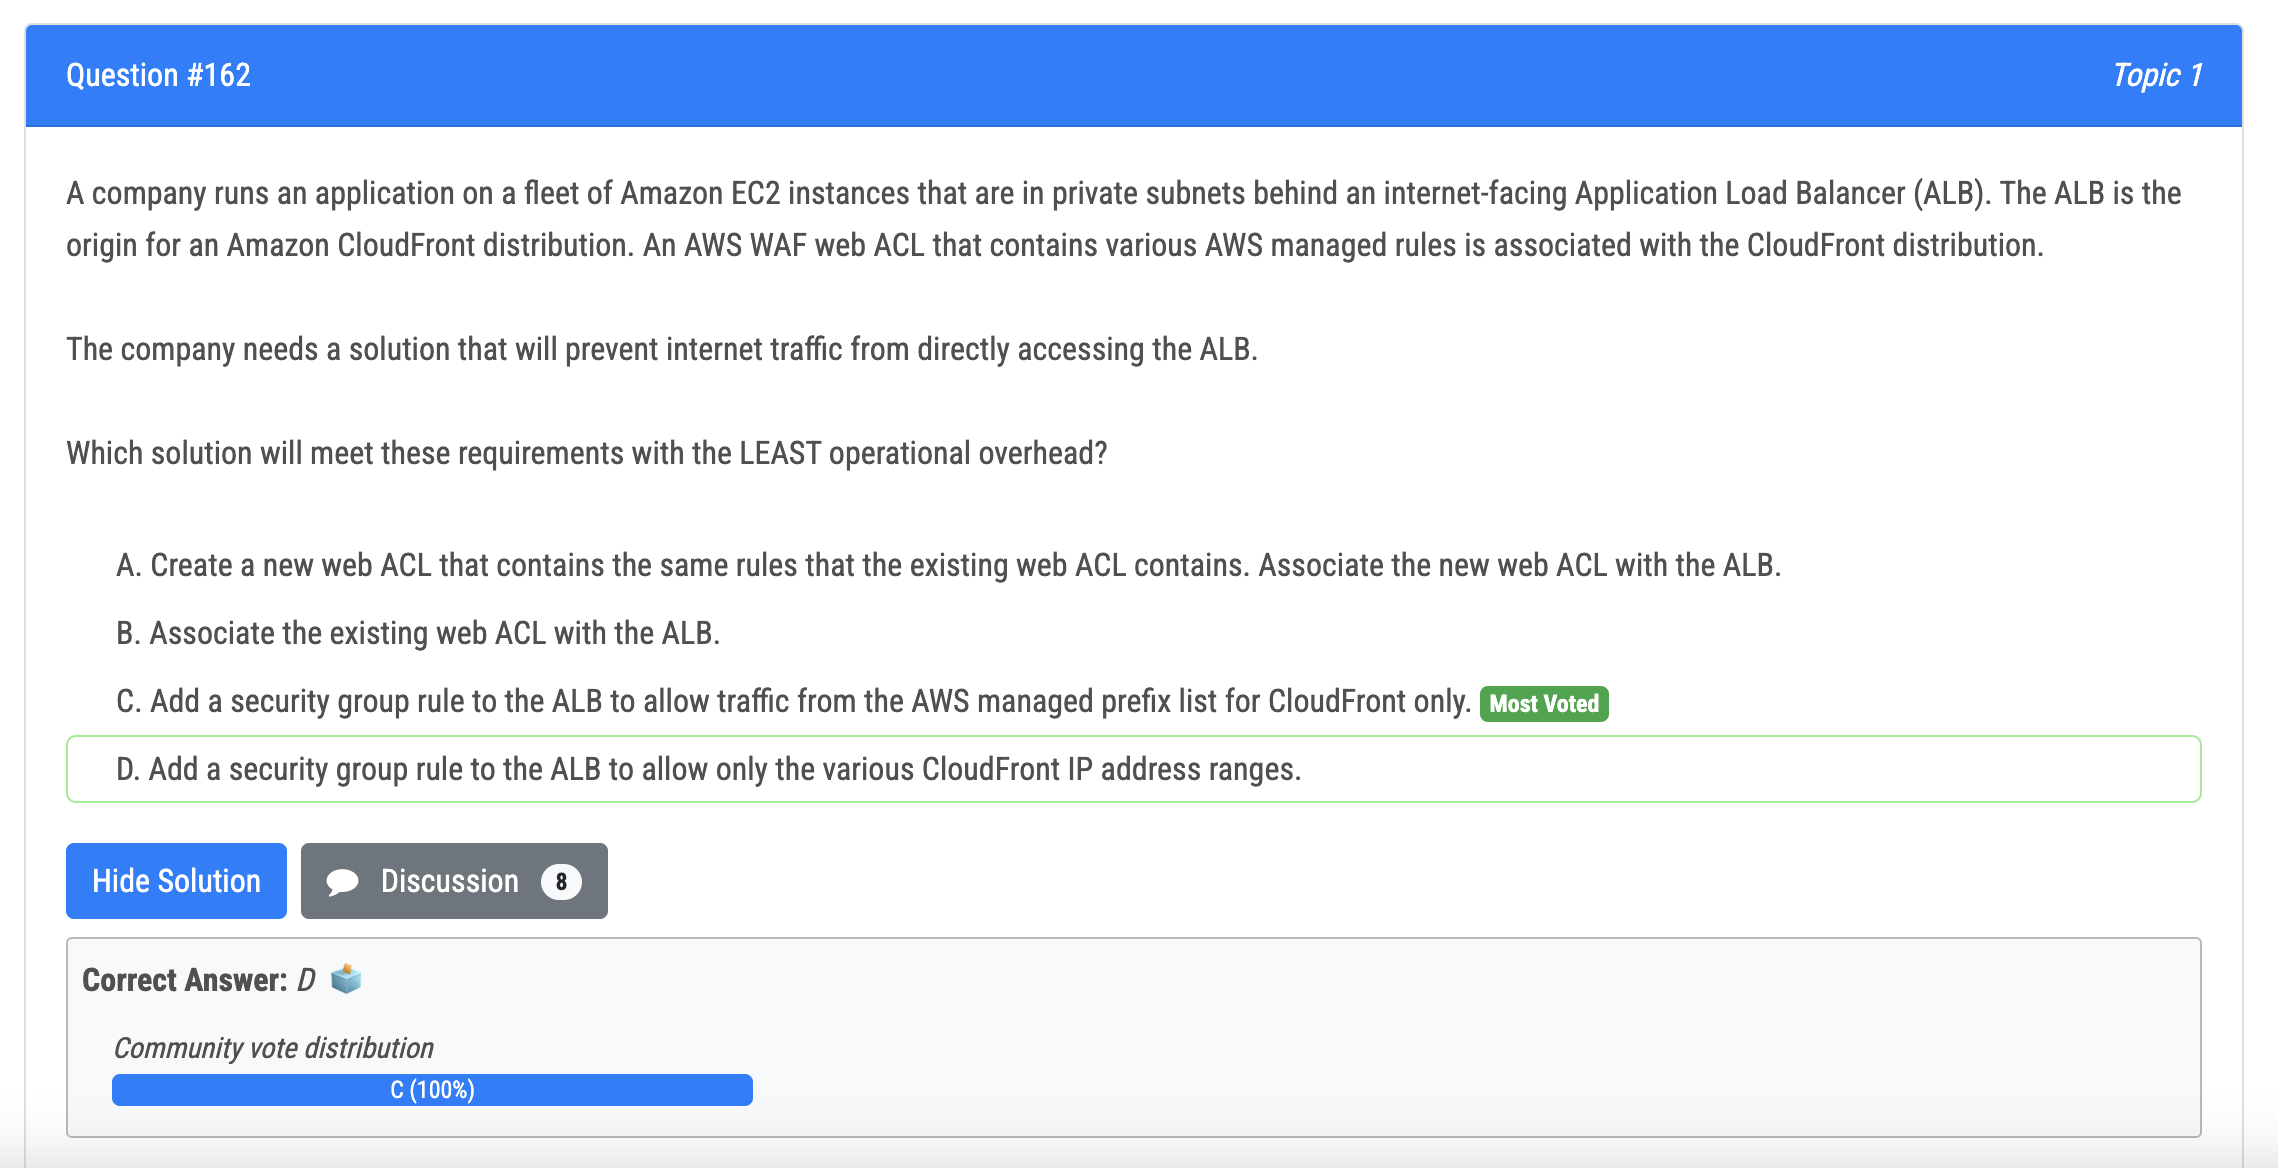 Question #162
Topic 1
A company runs an application on a fleet of Amazon EC2 instances that are in private subnets behind an internet-facing Application Load Balancer (ALB). The ALB is the
origin for an Amazon CloudFront distribution. An AWS WAF web ACL that contains various AWS managed rules is associated with the CloudFront distribution.
The company needs a solution that will prevent internet traffic from directly accessing the ALB.
Which solution will meet these requirements with the LEAST operational overhead?
A. Create a new web ACL that contains the same rules that the existing web ACL contains. Associate the new web ACL with the ALB.
B. Associate the existing web ACL with the ALB.
C. Add a security group rule to the ALB to allow traffic from the AWS managed prefix list for CloudFront only. Most Voted
D. Add a security group rule to the ALB to allow only the various CloudFront IP address ranges.
Hide Solution
Discussion 8
Correct Answer: D
Community vote distribution
C (100%)